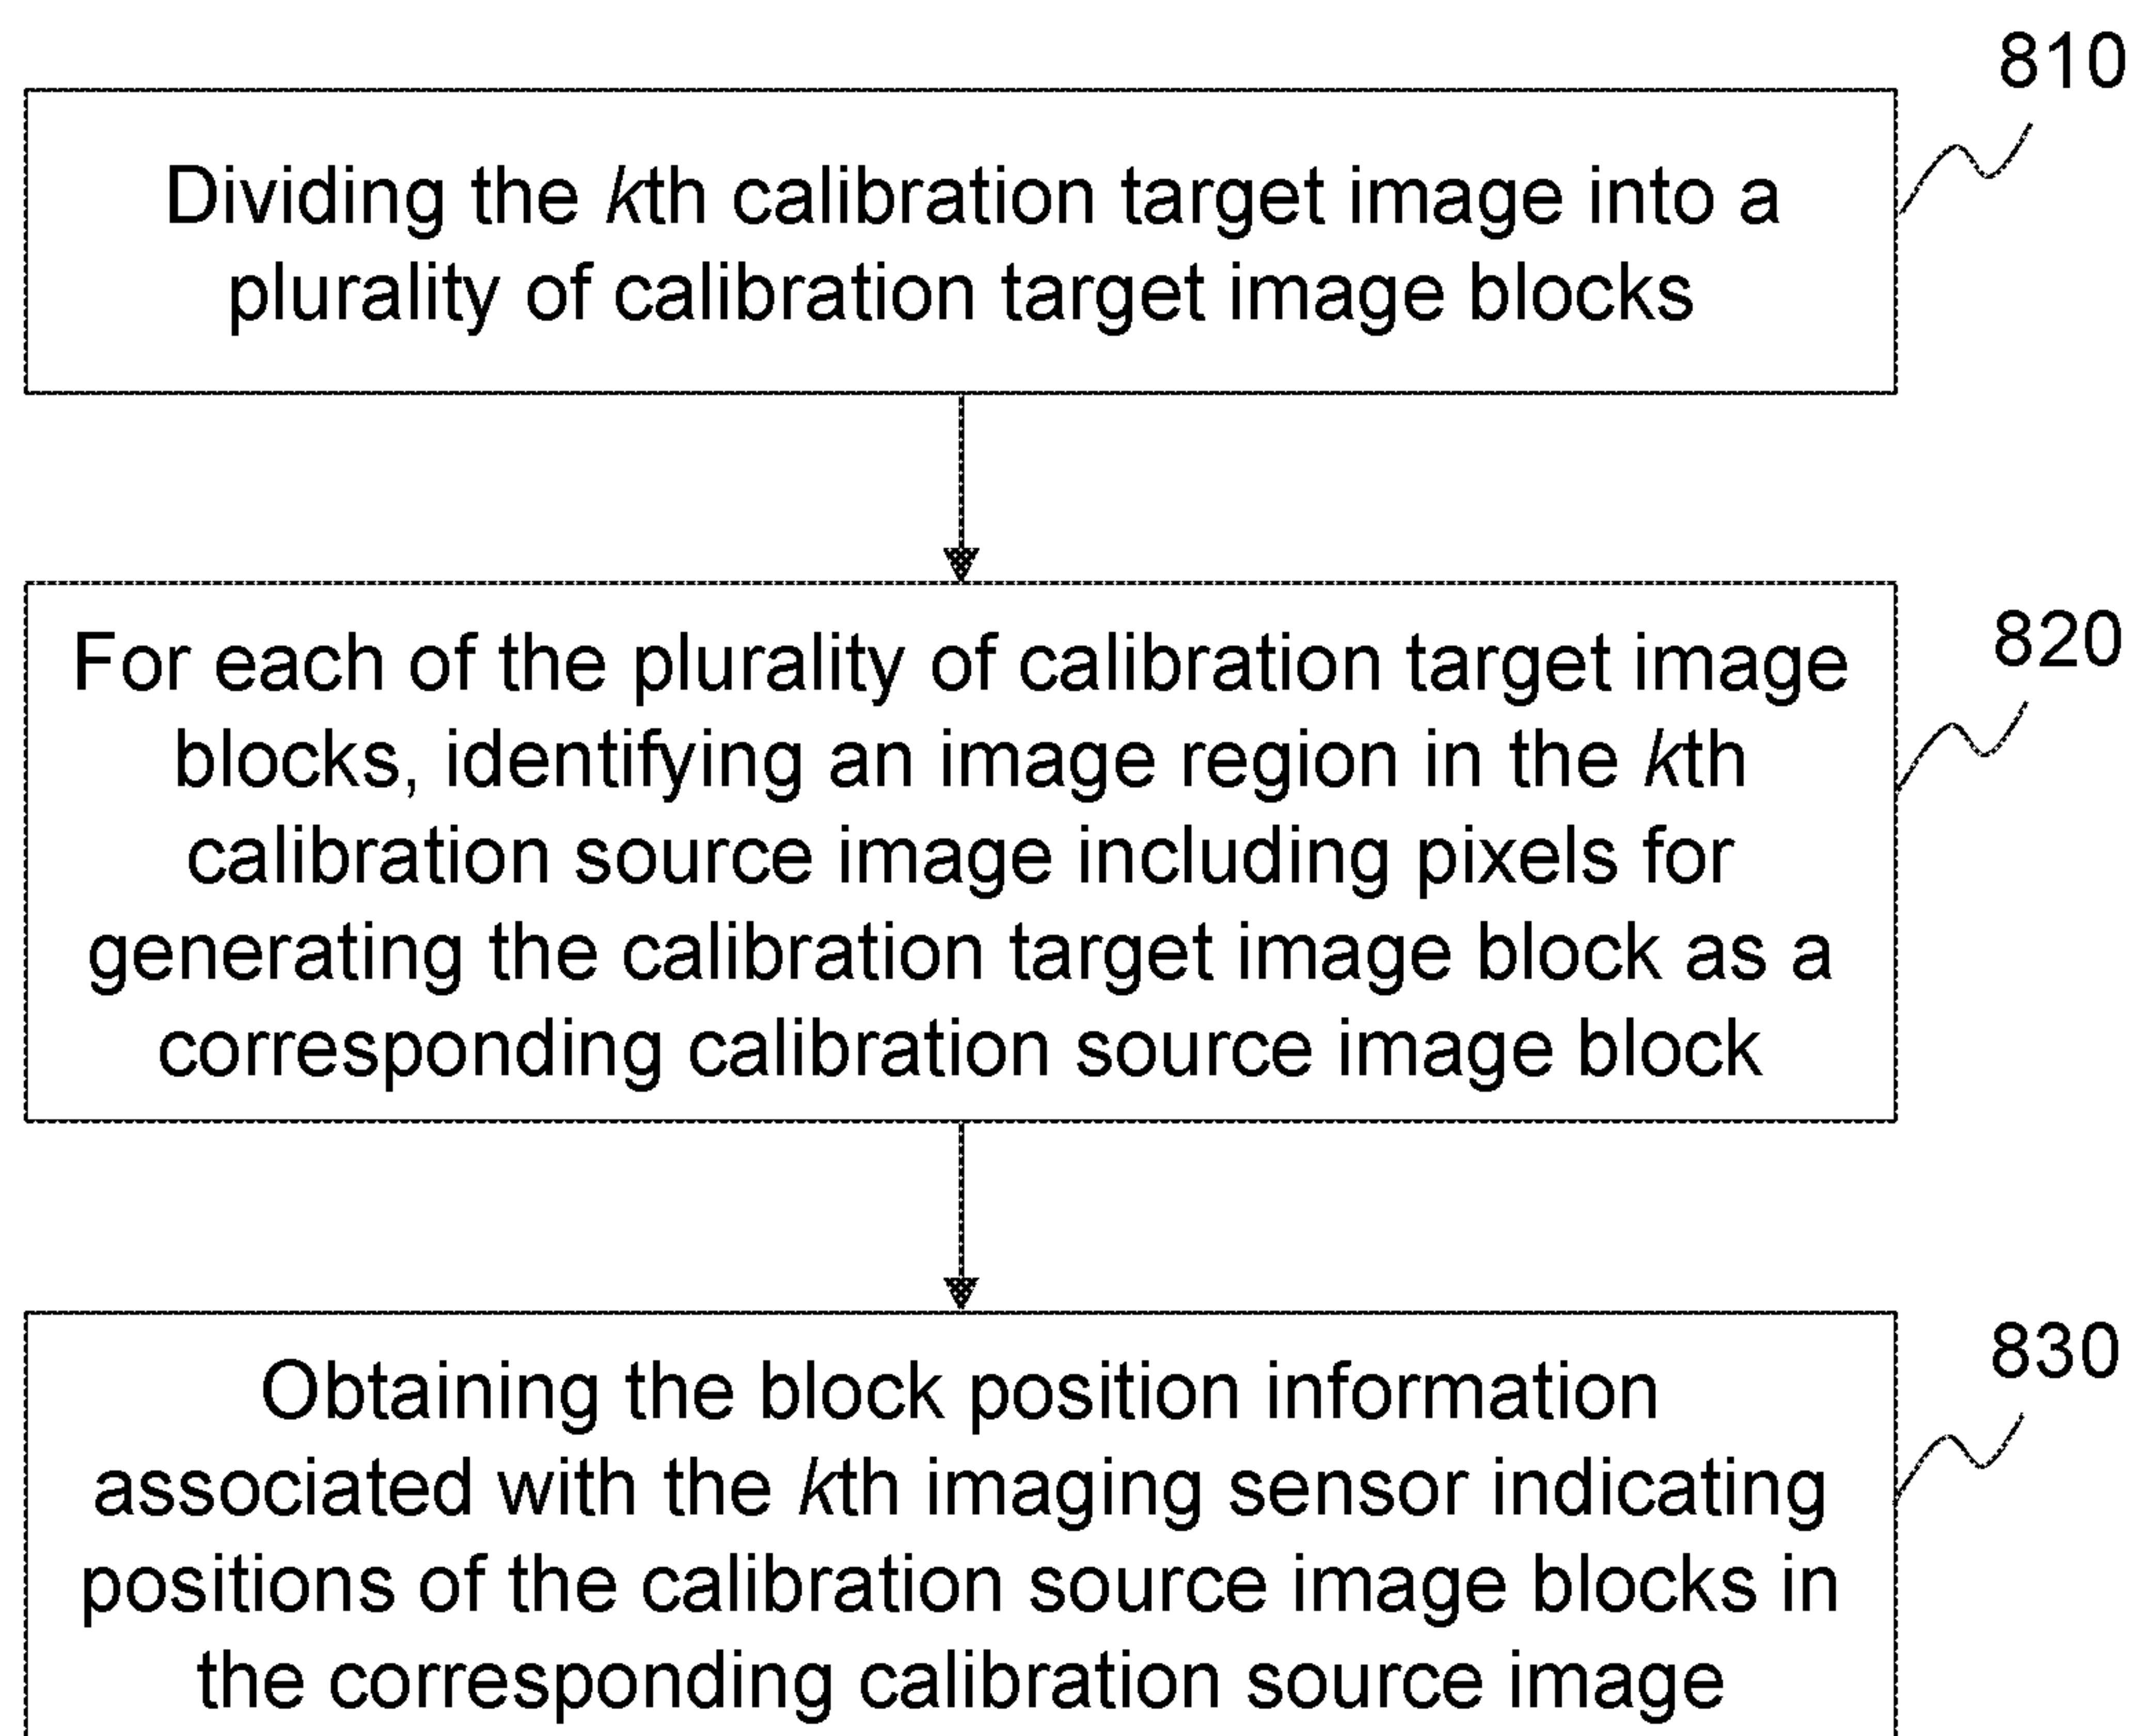 810
Dividing the kth calibration target image into a
plurality of calibration target image blocks
820
For each of the plurality of calibration target image
blocks, identifying an image region in the kth
calibration source image including pixels for
generating the calibration target image block as a
corresponding calibration source image block
830
Obtaining the block position information
associated with the kth imaging sensor indicating
positions of the calibration source image blocks in
the corresponding calibration source image